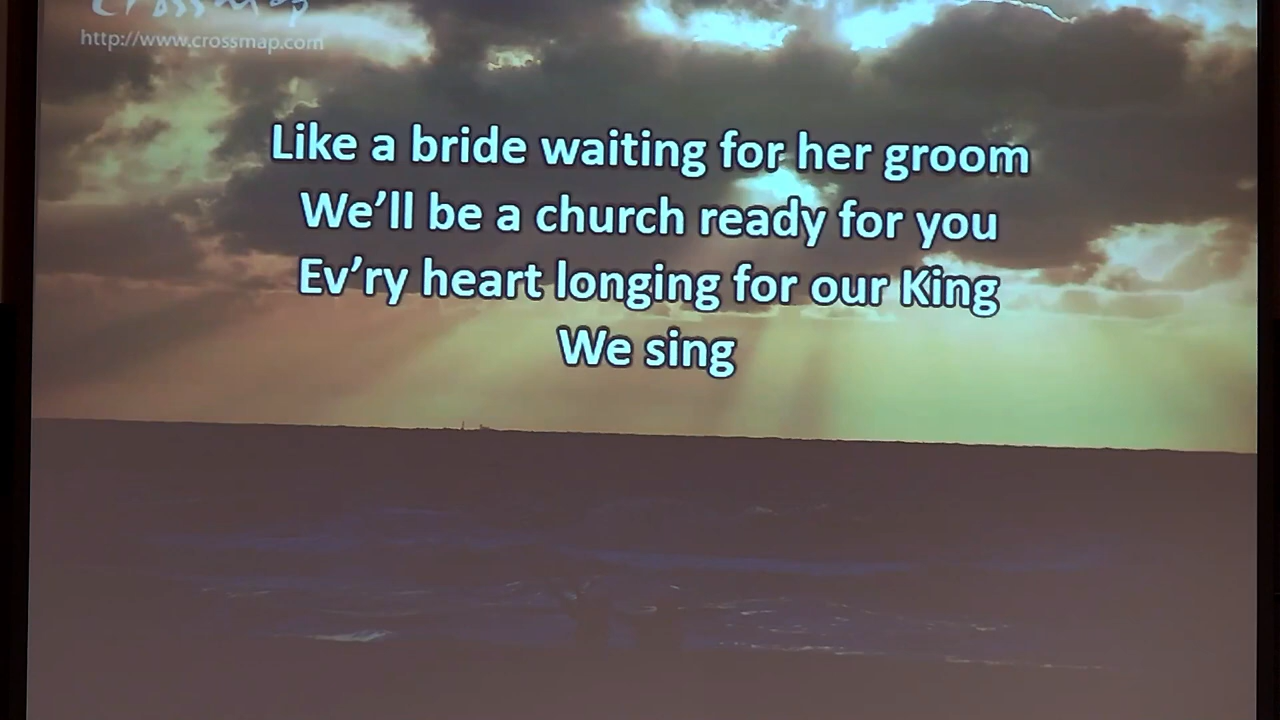 Crossmap
http://www.crossmap.com
Like a bride waiting for her groom
We'll be a church ready for you
Ev'ry heart longing for our King
We sing